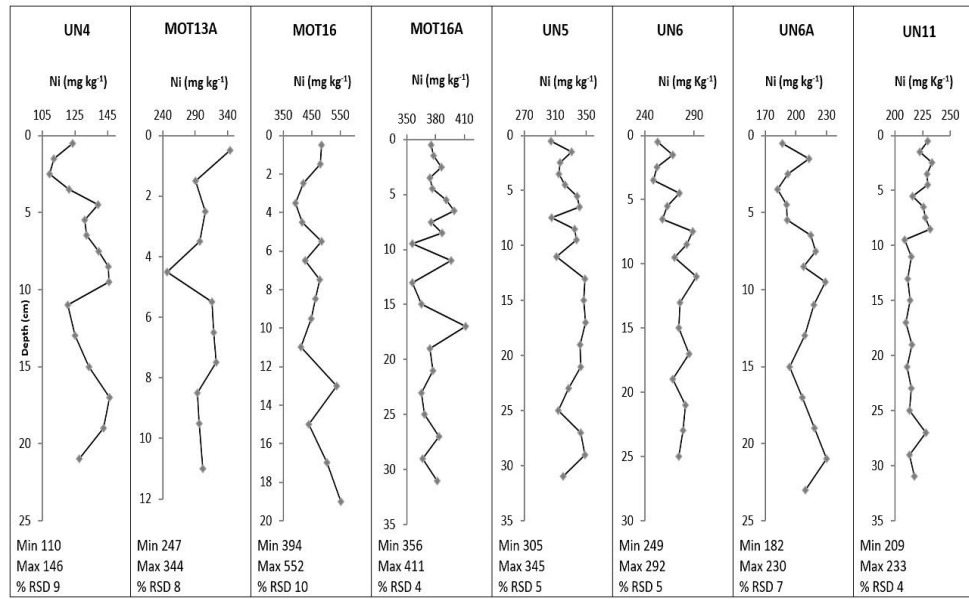 UN4
Ni (mg kg-1)
105 125 145
0
5
Depth (cm)
10
15
20
25
Min 110
Max 146
% RSD 9
MOT13A
Ni (mg kg-1)
240 290 340
0
2
4
6
8
10
12
Min 247
Max 344
% RSD 8
MOT16
Ni (mg kg-1)
350 450 550
0
2
4
6
8
10
12
14
16
18
20
Min 394
Max 552
% RSD 10
MOT16A
Ni (mg kg-1)
350 380 410
0
5
10
15
20
25
30
35
Min 356
Max 411
% RSD 4
UN5
Ni (mg kg-1)
270 310 350
0
5
10
15
20
25
30
35
Min 305
Max 345
% RSD 5
UN6
Ni (mg Kg-1)
240 290
0
5
10
15
20
25
30
Min 249
Max 292
% RSD 5
UN6A
Ni (mg kg-1)
170 200 230
0
5
10
15
20
25
Min 182
Max 230
% RSD 7
UN11
Ni (mg Kg-1)
200 225 250
0
5
10
15
20
25
30
35
Min 209
Max 233
% RSD 4